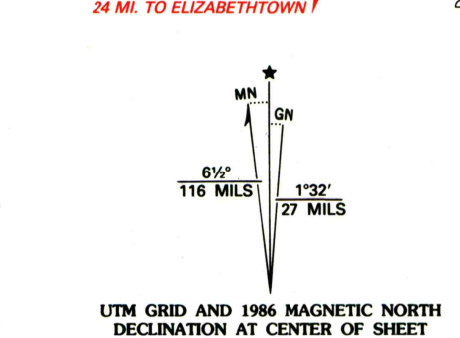 24 MI. TO ELIZABETHTOWN
MN
GN
6½°
116 MILS
1°32′
27 MILS
UTM GRID AND 1986 MAGNETIC NORTH
DECLINATION AT CENTER OF SHEET